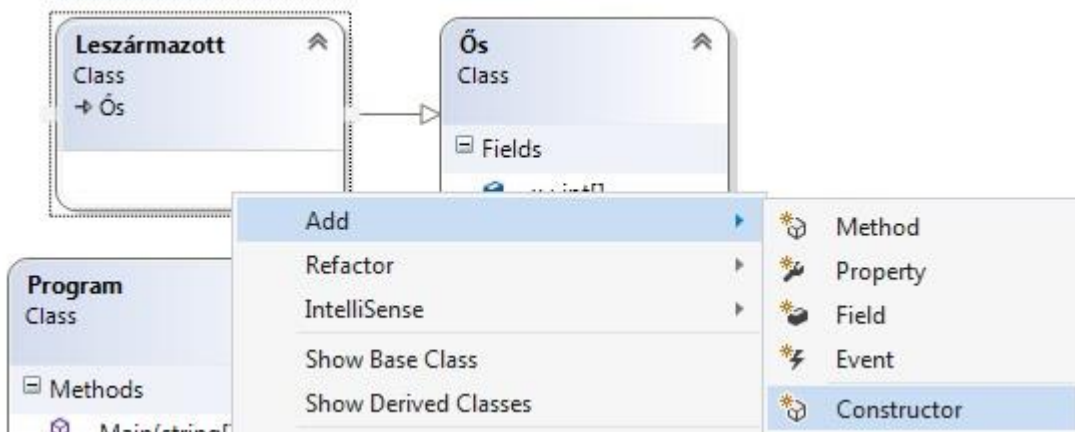 Leszármazott
Class
Ős
Ős
Class
Fields
Program
Class
Methods
Add
Refactor
IntelliSense
Show Base Class
Show Derived Classes
Method
Property
Field
Event
Constructor